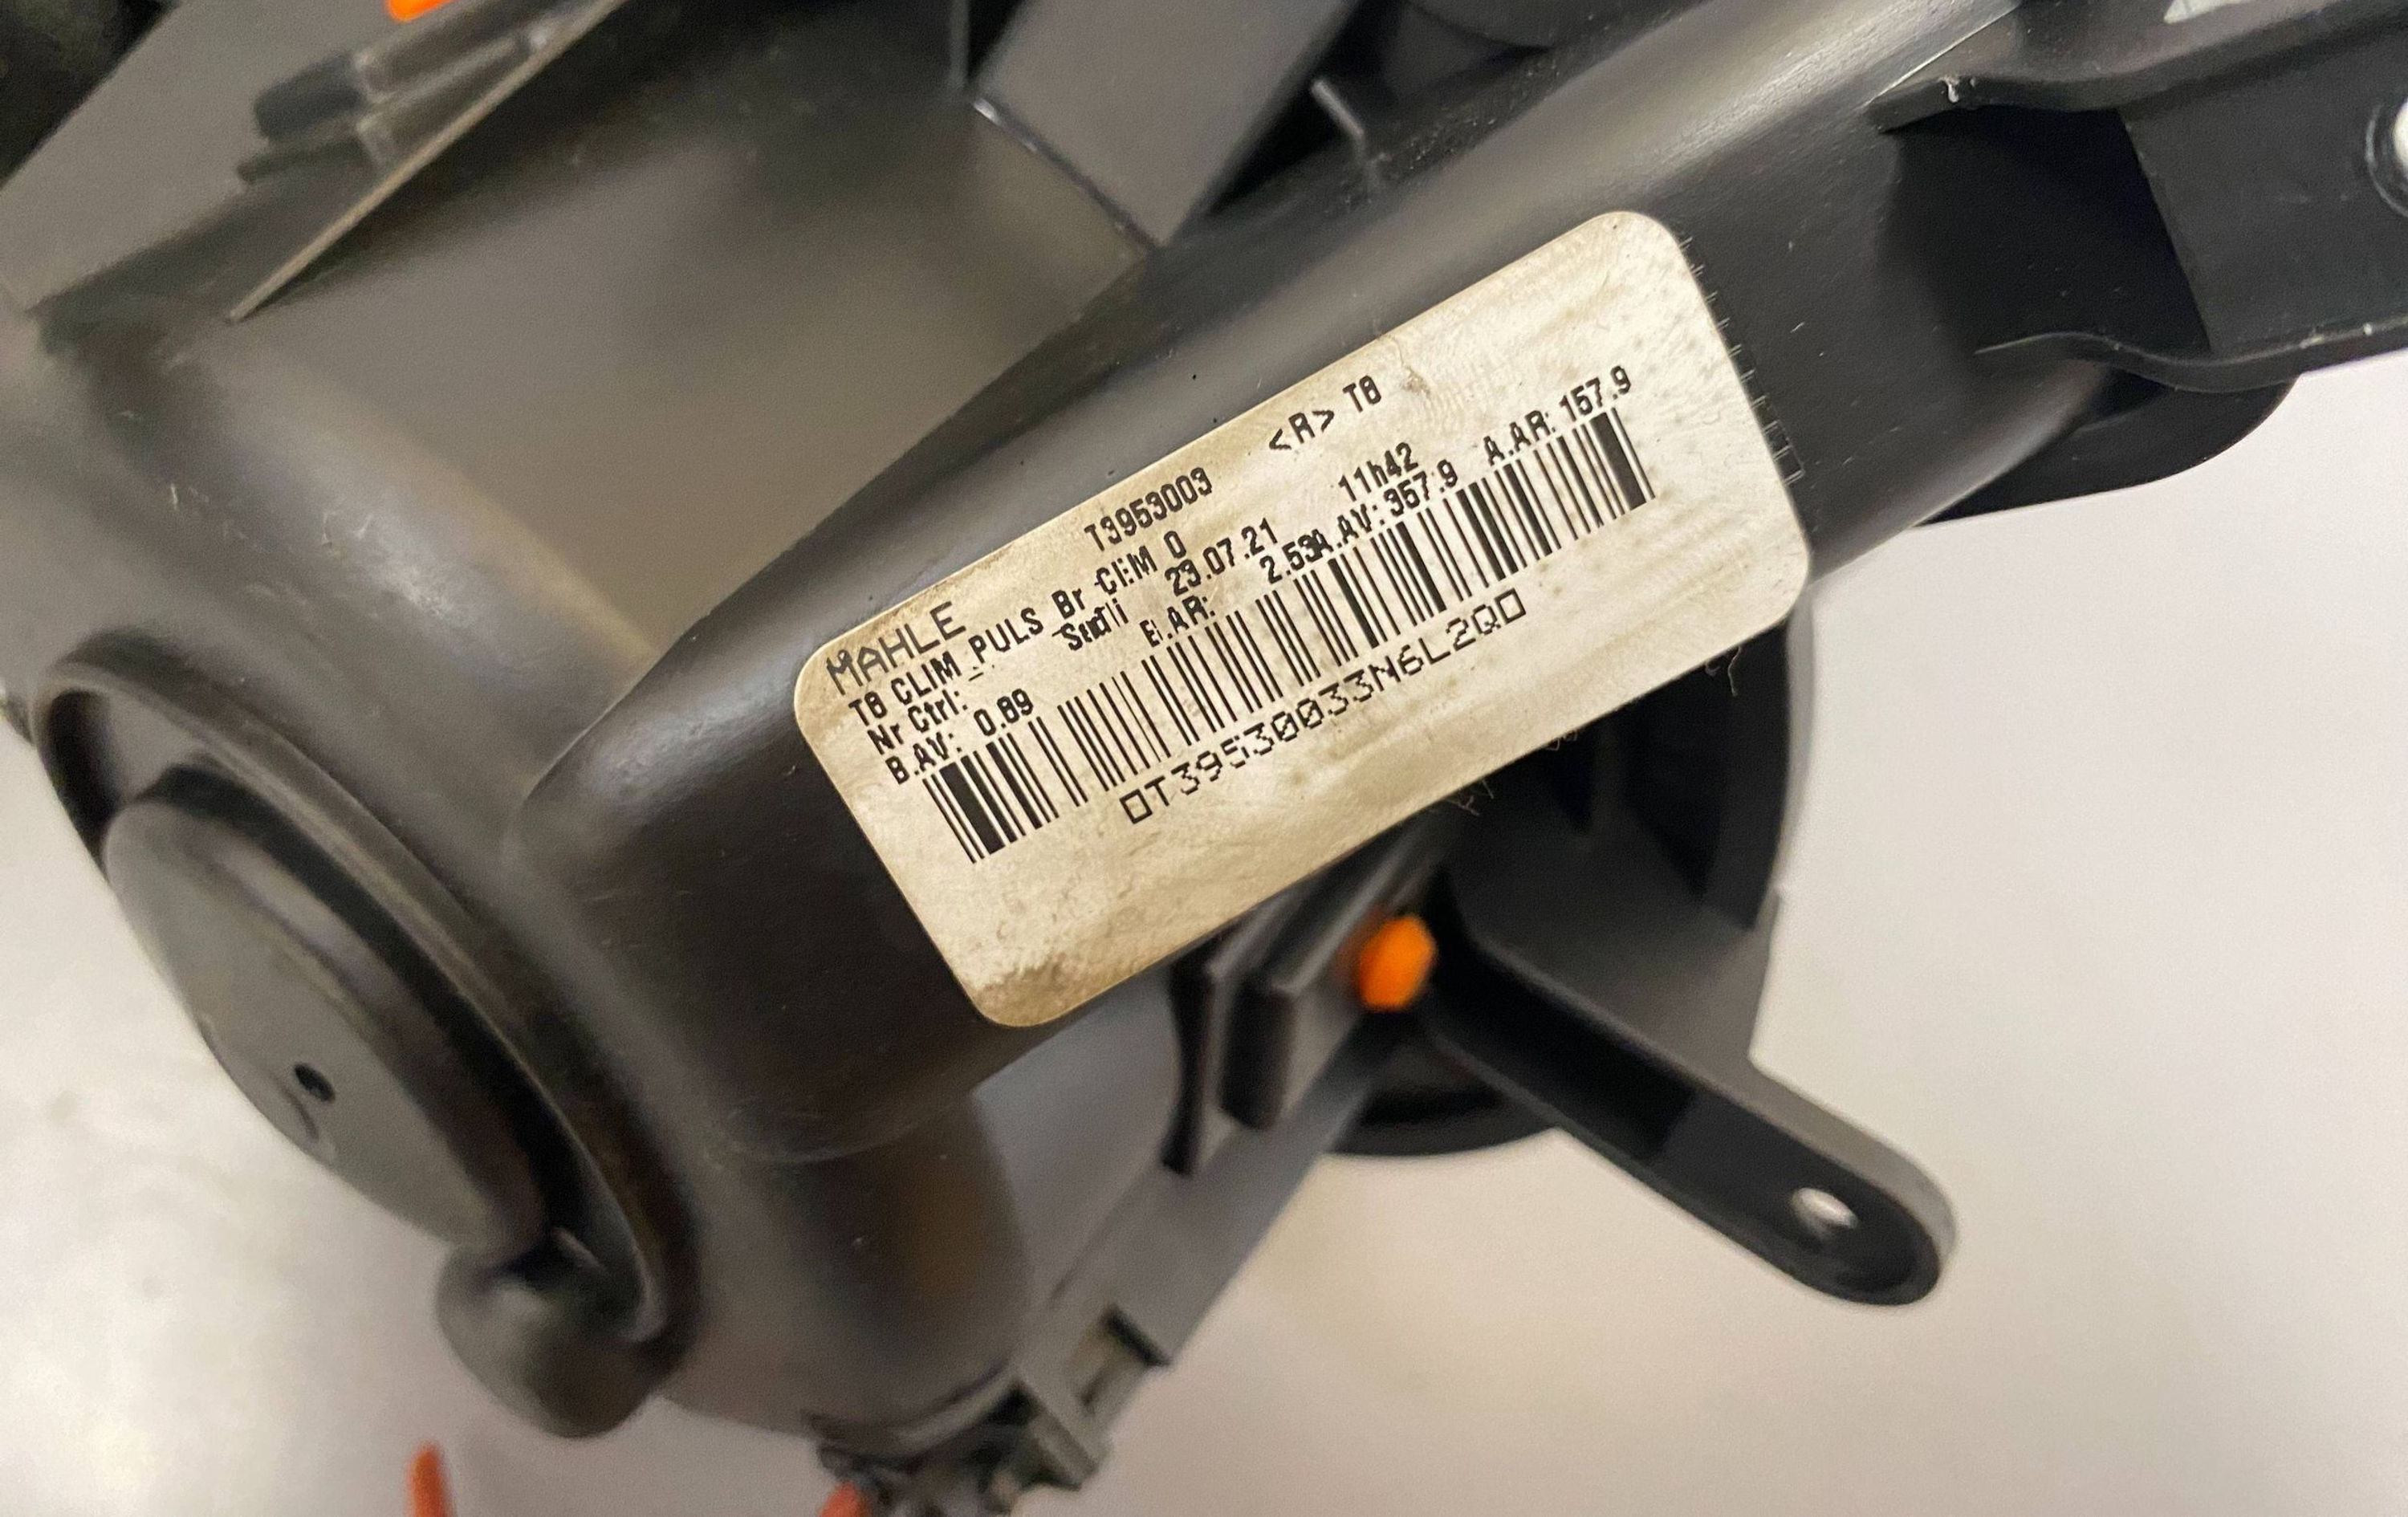 T3953003 <R> T8
MAHLE
T8 CLIM_PULS Br CEM 0
Nr Ctrl: 23.07.21 11h42
B.AV: 0.89 B.AR: 2.53 A.AV: 357.9 A.AR: 157.9
0T39530033N6L2Q0